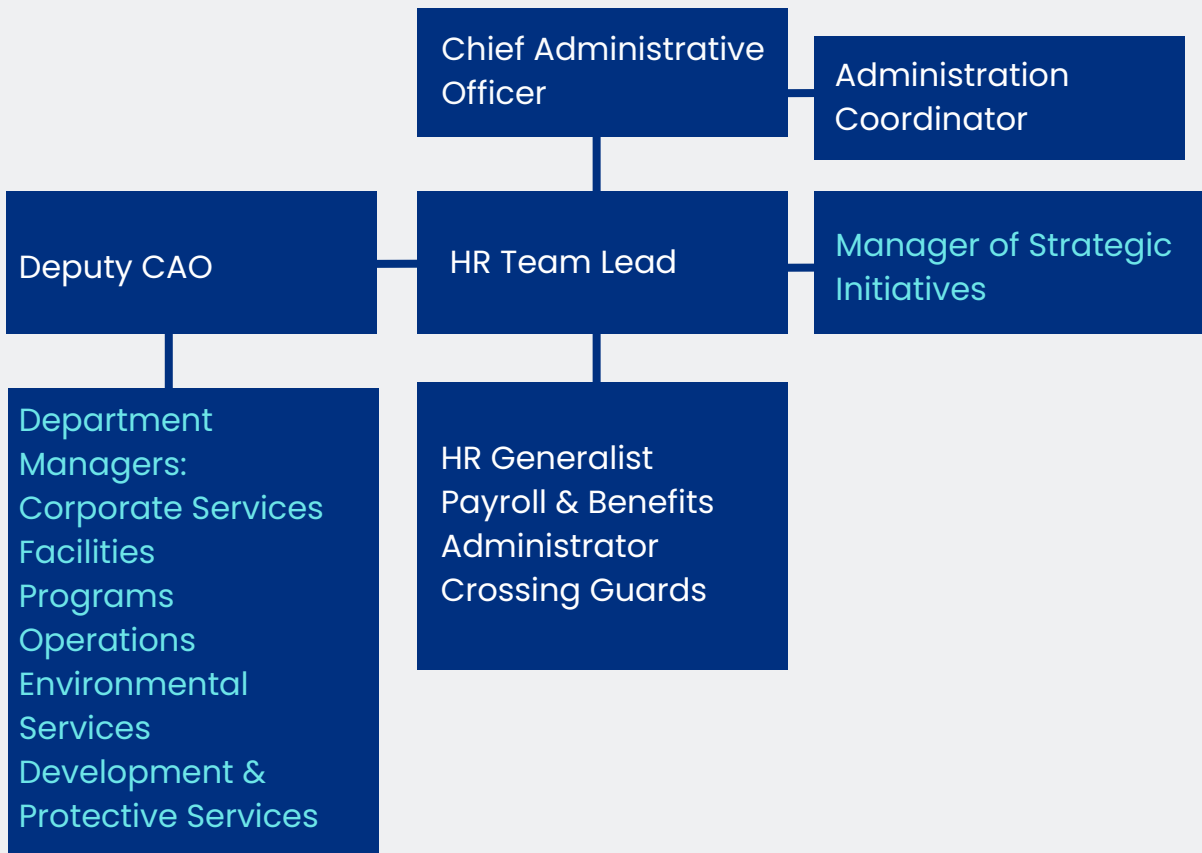 Chief Administrative
Officer
Administration
Coordinator
Deputy CAO
HR Team Lead
Manager of Strategic
Initiatives
Department
Managers:
Corporate Services
Facilities
Programs
Operations
Environmental
Services
Development &
Protective Services
HR Generalist
Payroll & Benefits
Administrator
Crossing Guards